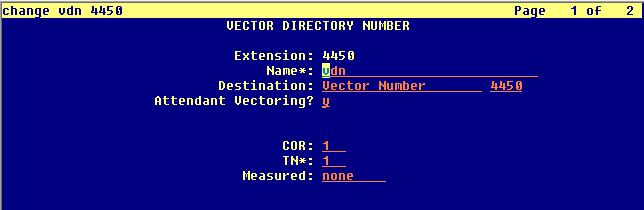 change vdn 4450 Page 1 of 2
VECTOR DIRECTORY NUMBER
Extension: 4450
Name*: vdn
Destination: Vector Number 4450
Attendant Vectoring? y
COR: 1
TN*: 1
Measured: none